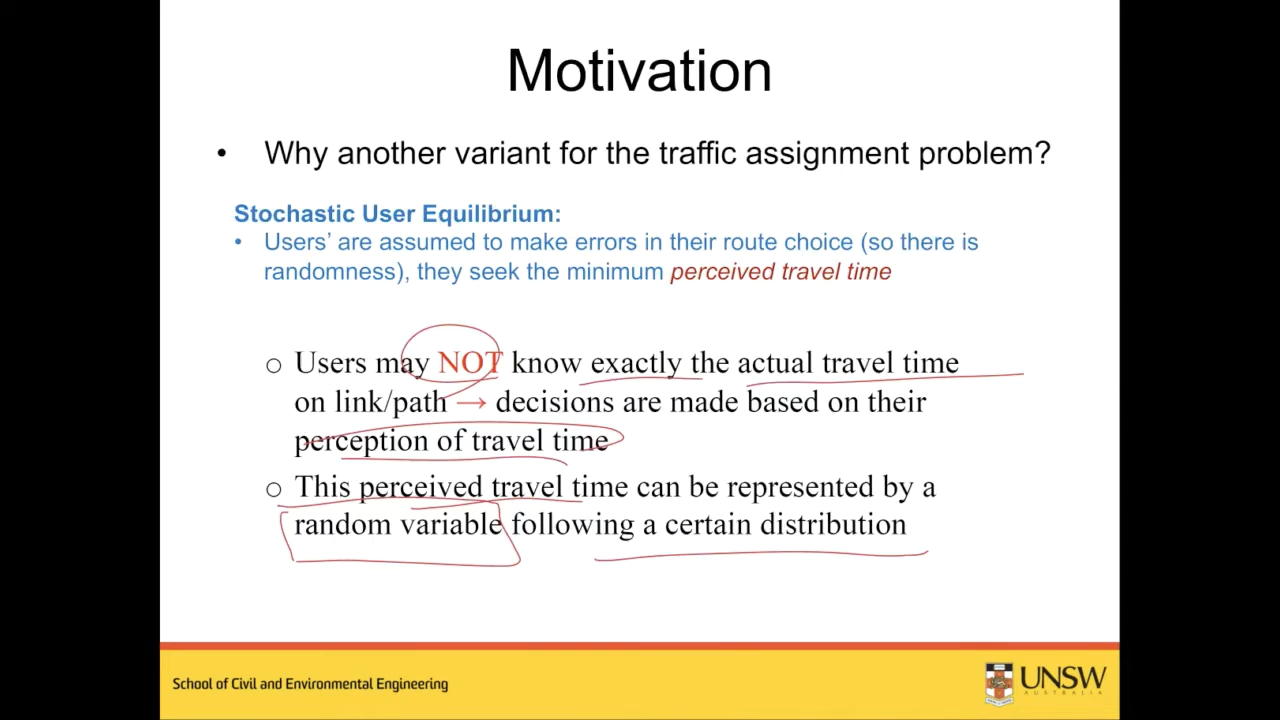 Motivation
• Why another variant for the traffic assignment problem?
Stochastic User Equilibrium:
• Users’ are assumed to make errors in their route choice (so there is
randomness), they seek the minimum perceived travel time
o Users may NOT know exactly the actual travel time
on link/path → decisions are made based on their
perception of travel time
o This perceived travel time can be represented by a
random variable following a certain distribution
School of Civil and Environmental Engineering
UNSW
AUSTRALIA